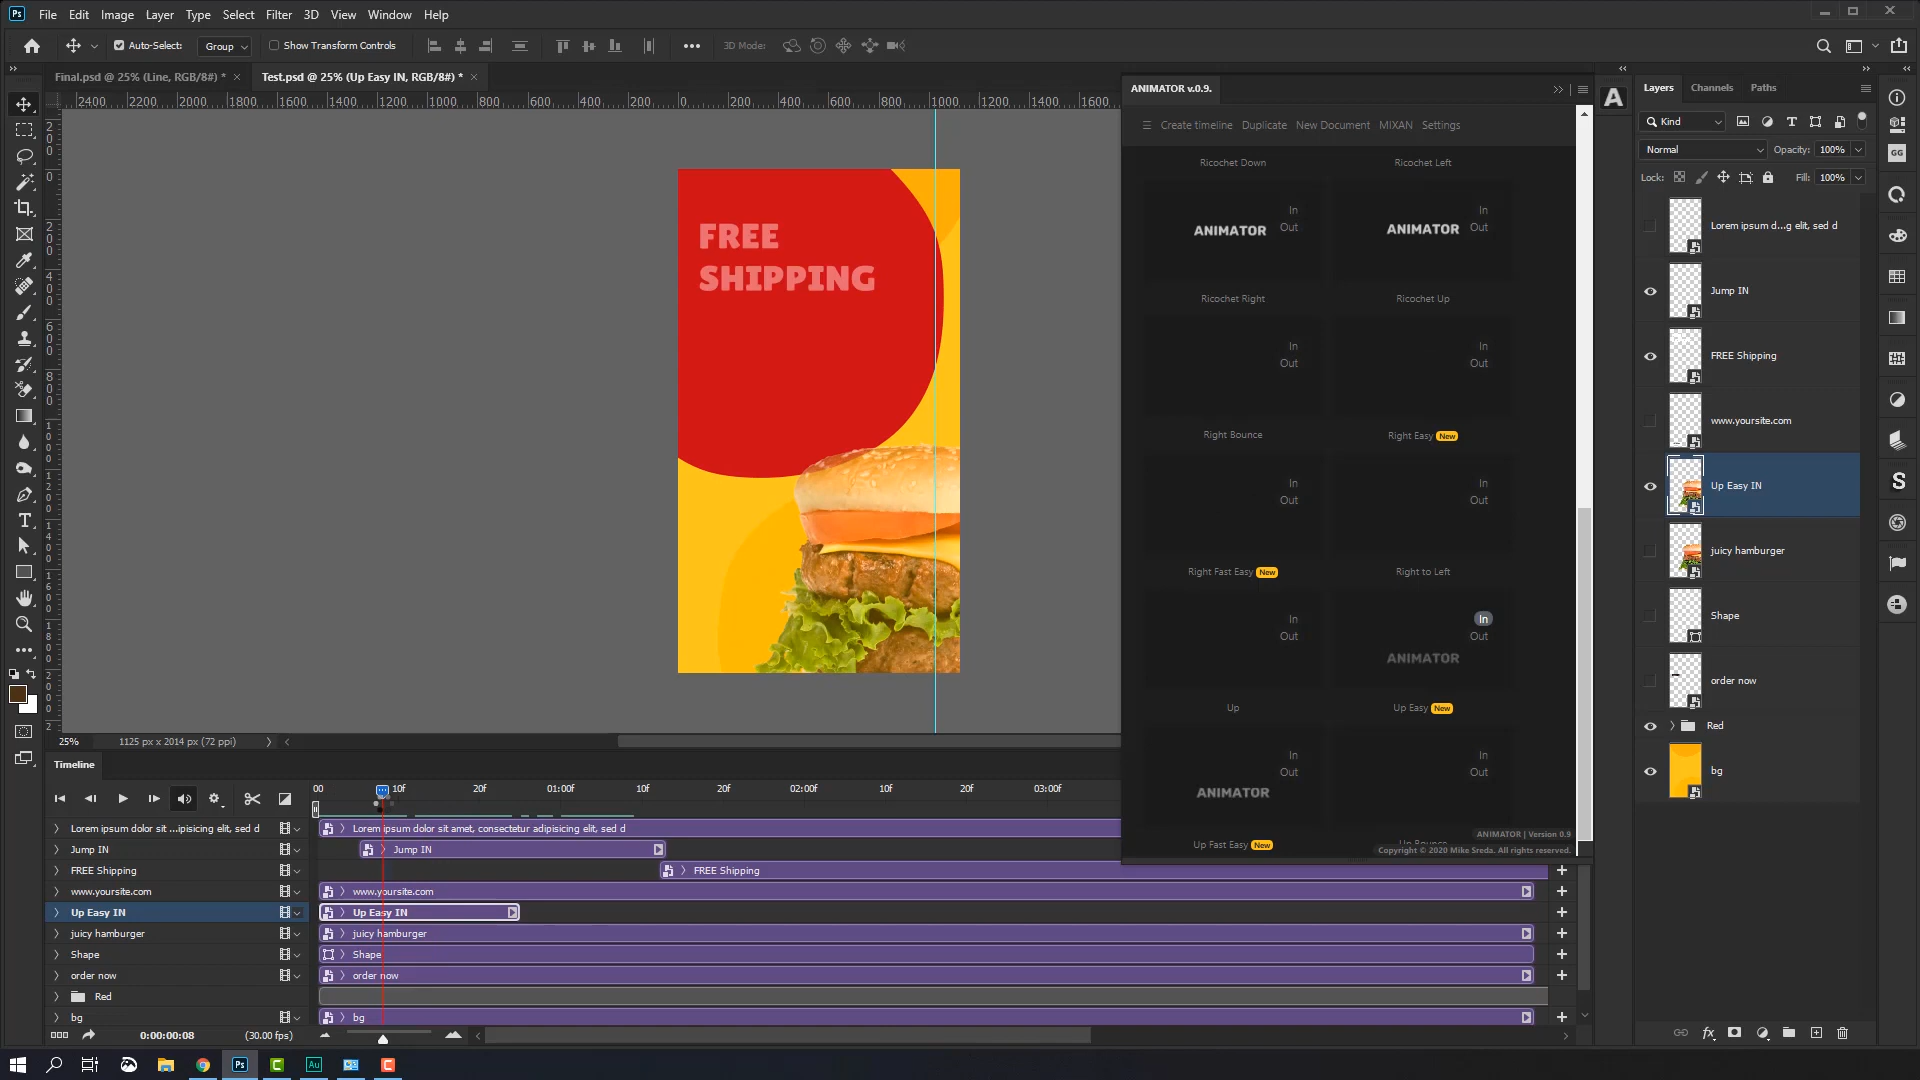 File Edit Image Layer Type Select Filter 3D View Window Help
Auto-Select: Group Show Transform Controls 3D Mode:
Final.psd @ 25% (Line, RGB/8#) * Test.psd @ 25% (Up Easy IN, RGB/8#) *
2400 2200 2000 1800 1600 1400 1200 1000 800 600 400 200 0 200 400 600 800 1000 1200 1400 1600
FREE
SHIPPING
25% 1125 px x 2014 px (72 ppi)
ANIMATOR v.0.9.
Create timeline Duplicate New Document MIXAN Settings
Ricochet Down Ricochet Left
In In
ANIMATOR Out ANIMATOR Out
Ricochet Right Ricochet Up
In In
Out Out
Right Bounce Right Easy New
In In
Out Out
Right Fast Easy New Right to Left
In In
Out Out
ANIMATOR
Up Up Easy New
In In
Out Out
ANIMATOR
ANIMATOR | Version 0.9
Up Fast Easy New Up Bounce
Copyright © 2020 Mike Sreda. All rights reserved.
Layers Channels Paths
Kind
Normal Opacity: 100%
Lock: Fill: 100%
Lorem ipsum d...g elit, sed d
Jump IN
FREE Shipping
www.yoursite.com
Up Easy IN
juicy hamburger
Shape
order now
Red
bg
Timeline
00 10f 20f 01:00f 10f 20f 02:00f 10f 20f 03:00f
Lorem ipsum dolor sit ...ipisicing elit, sed d Lorem ipsum dolor sit amet, consectetur adipisicing elit, sed d
Jump IN Jump IN
FREE Shipping FREE Shipping
www.yoursite.com www.yoursite.com
Up Easy IN Up Easy IN
juicy hamburger juicy hamburger
Shape Shape
order now order now
Red
bg bg
0:00:00:08 (30.00 fps)